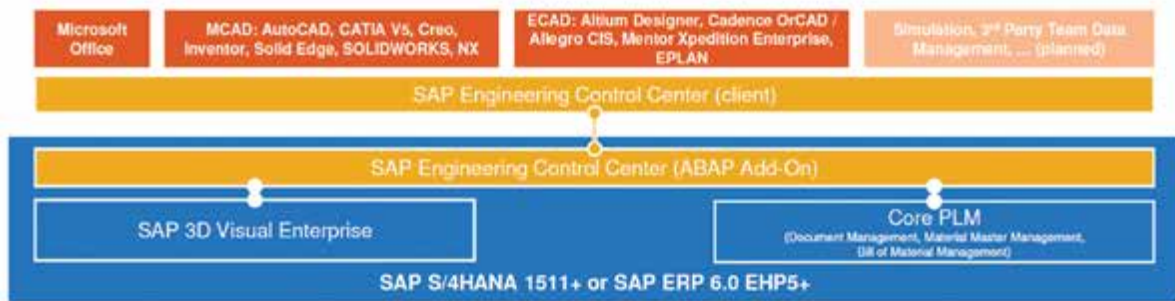 Microsoft
Office
MCAD: AutoCAD, CATIA V5, Creo,
Inventor, Solid Edge, SOLIDWORKS, NX
ECAD: Altium Designer, Cadence OrCAD /
Allegro CIS, Mentor Xpedition Enterprise,
EPLAN
Simulation, 3rd Party Team Data
Management, ... (planned)
SAP Engineering Control Center (client)
SAP Engineering Control Center (ABAP Add-On)
SAP 3D Visual Enterprise
Core PLM
(Document Management, Material Master Management,
Bill of Material Management)
SAP S/4HANA 1511+ or SAP ERP 6.0 EHP5+